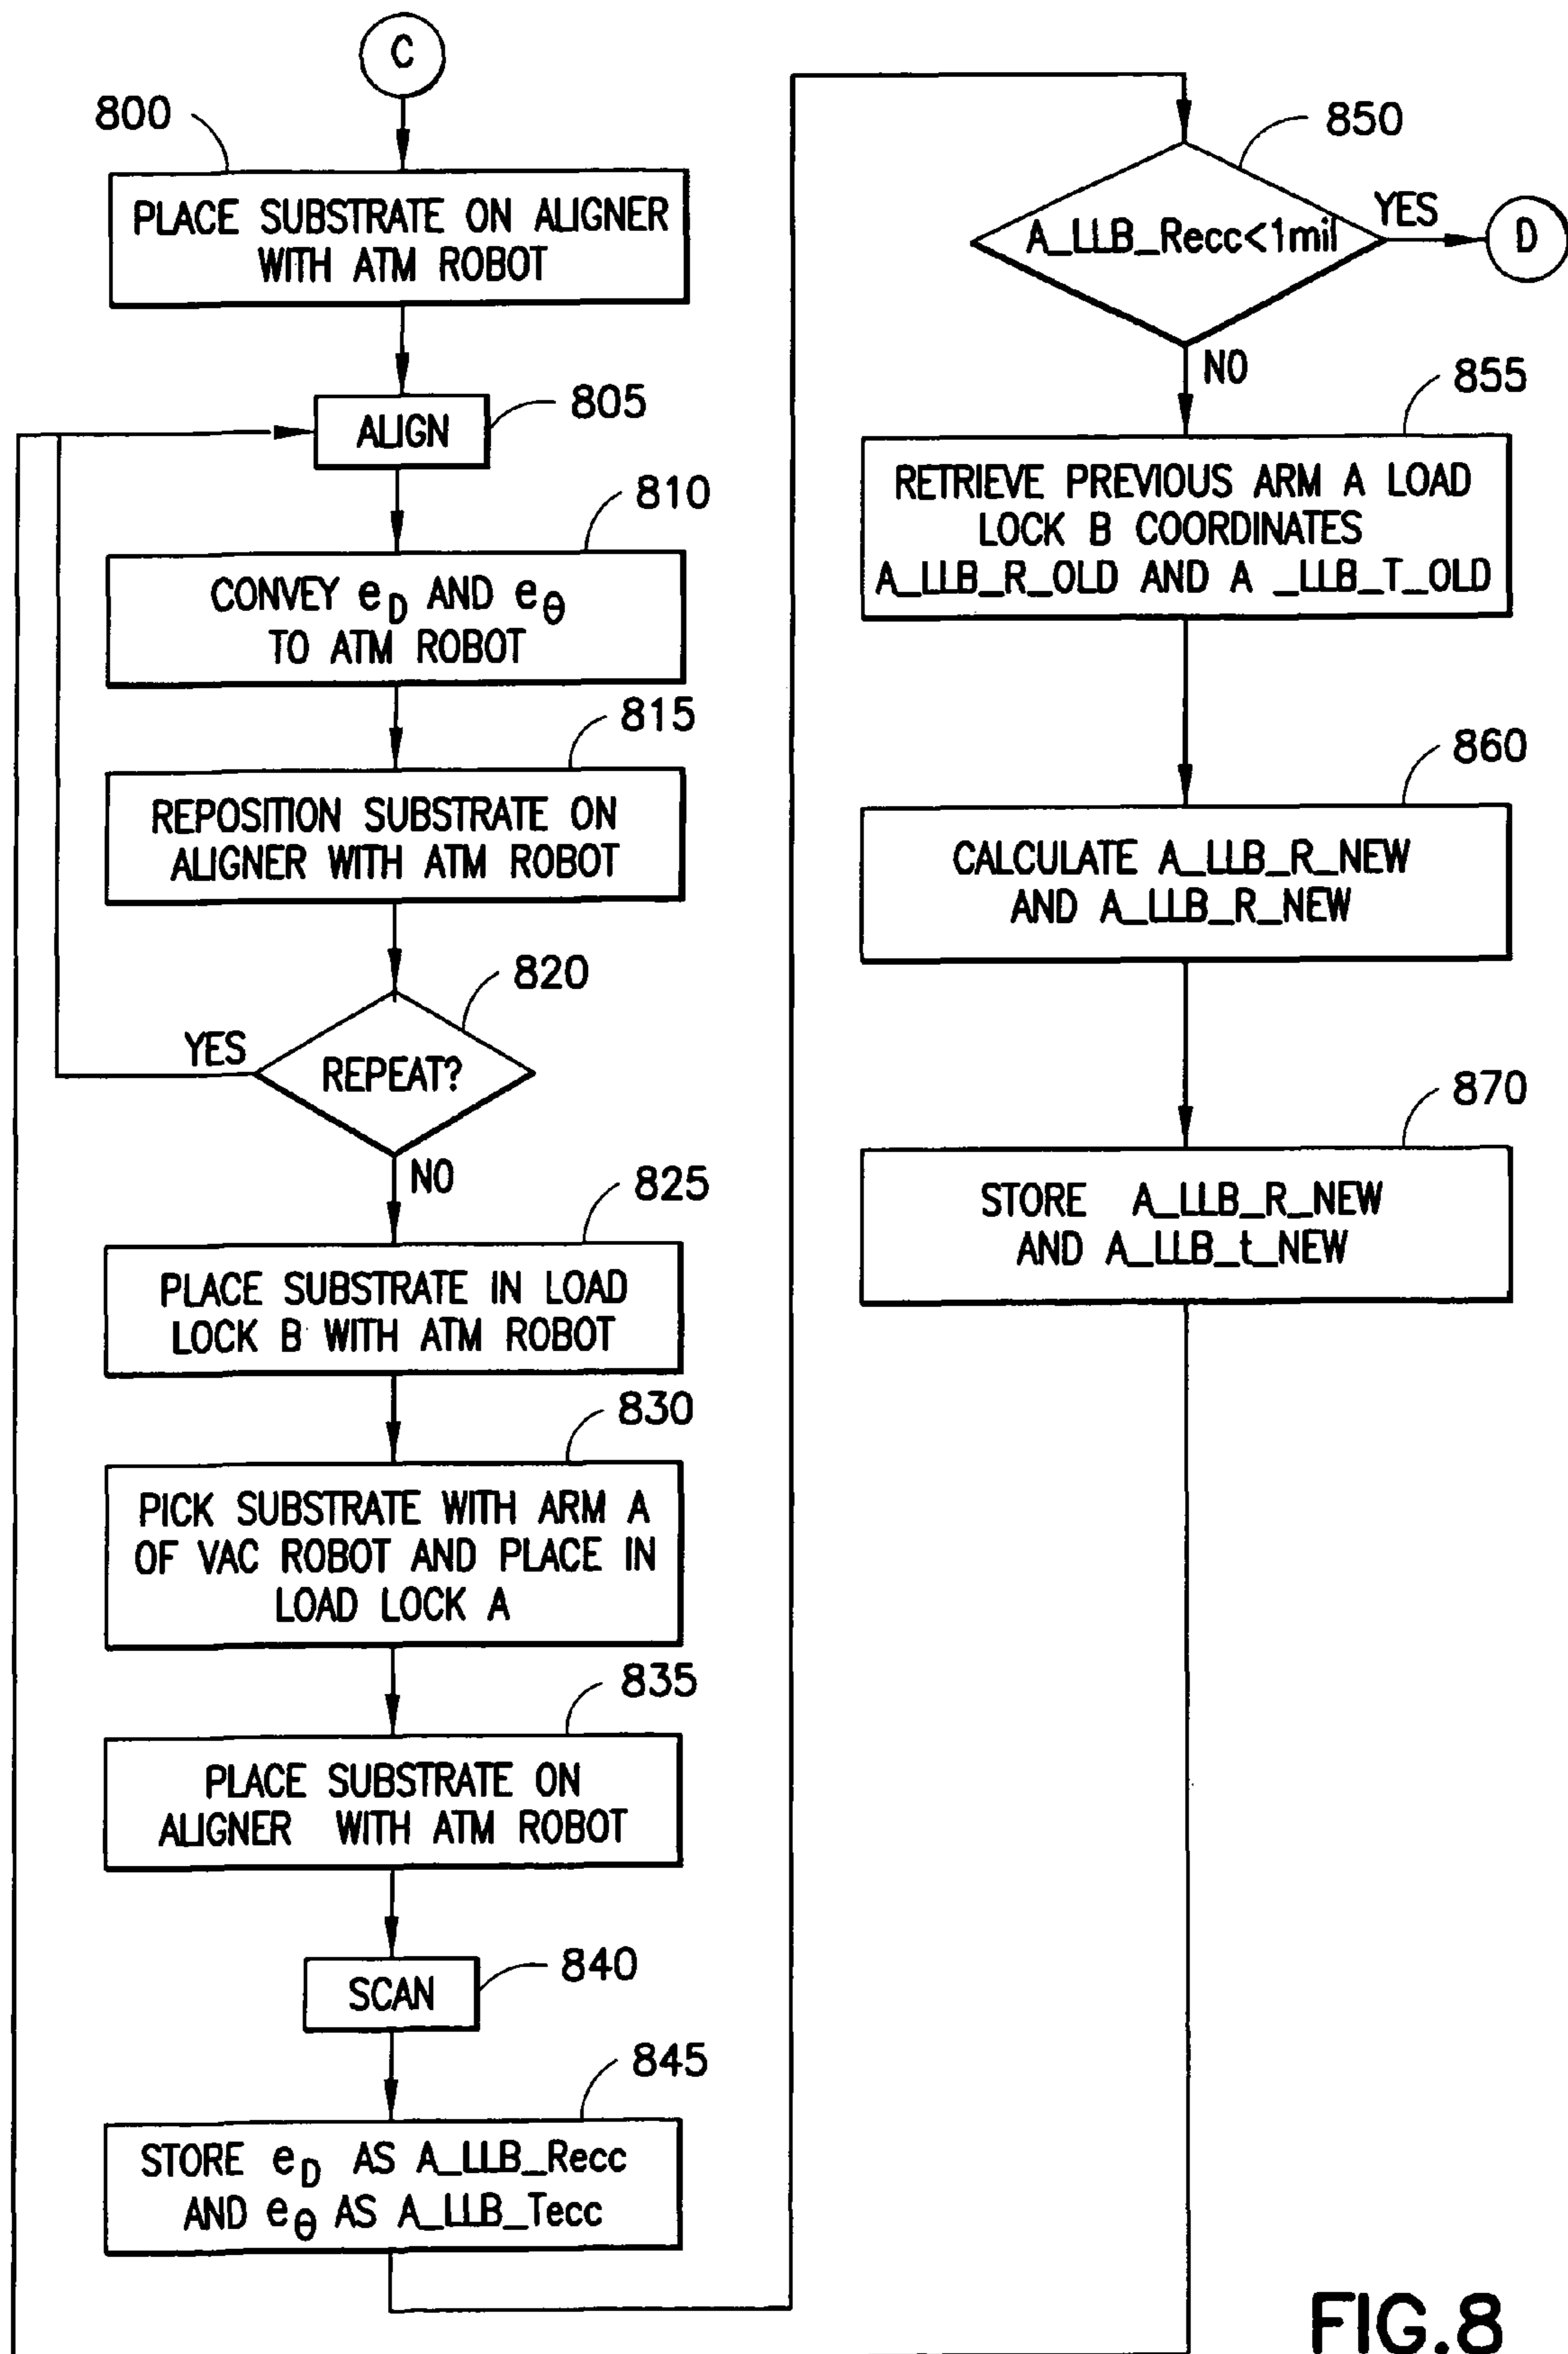 C
800
PLACE SUBSTRATE ON ALIGNER
WITH ATM ROBOT
805
ALIGN
810
CONVEY eD AND eθ
TO ATM ROBOT
815
REPOSITION SUBSTRATE ON
ALIGNER WITH ATM ROBOT
820
YES
REPEAT?
NO
825
PLACE SUBSTRATE IN LOAD
LOCK B WITH ATM ROBOT
830
PICK SUBSTRATE WITH ARM A
OF VAC ROBOT AND PLACE IN
LOAD LOCK A
835
PLACE SUBSTRATE ON
ALIGNER WITH ATM ROBOT
840
SCAN
845
STORE eD AS A_LLB_Recc
AND eθ AS A_LLB_Tecc
850
A_LLB_Recc<1mil
YES
D
NO
855
RETRIEVE PREVIOUS ARM A LOAD
LOCK B COORDINATES
A_LLB_R_OLD AND A _LLB_T_OLD
860
CALCULATE A_LLB_R_NEW
AND A_LLB_R_NEW
870
STORE A_LLB_R_NEW
AND A_LLB_t_NEW
FIG.8